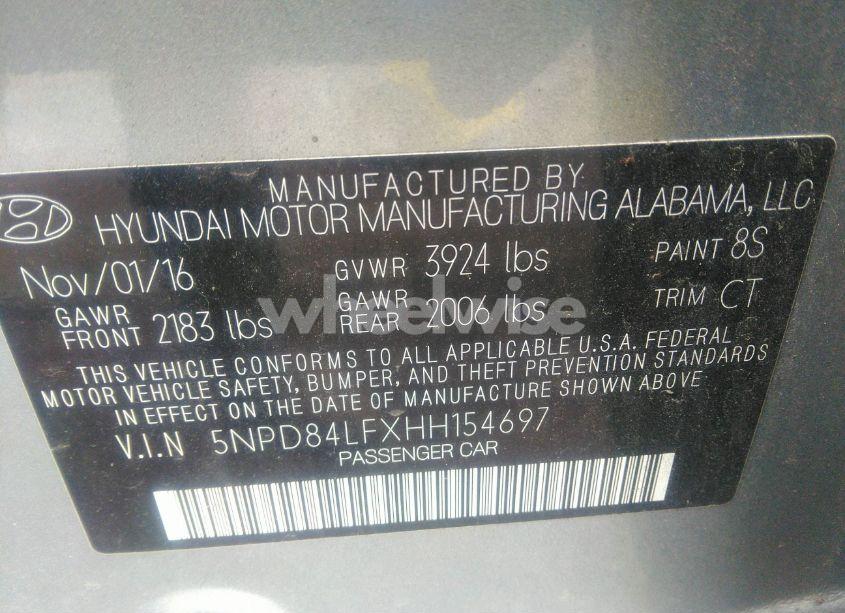 MANUFACTURED BY
HYUNDAI MOTOR MANUFACTURING ALABAMA, LLC
Nov/01/16 GVWR 3924 lbs PAINT 8S
GAWR FRONT 2183 lbs GAWR REAR 2006 lbs TRIM CT
THIS VEHICLE CONFORMS TO ALL APPLICABLE U.S.A. FEDERAL
MOTOR VEHICLE SAFETY, BUMPER, AND THEFT PREVENTION STANDARDS
IN EFFECT ON THE DATE OF MANUFACTURE SHOWN ABOVE
V.I.N 5NPD84LFXHH154697
PASSENGER CAR
wheelwise